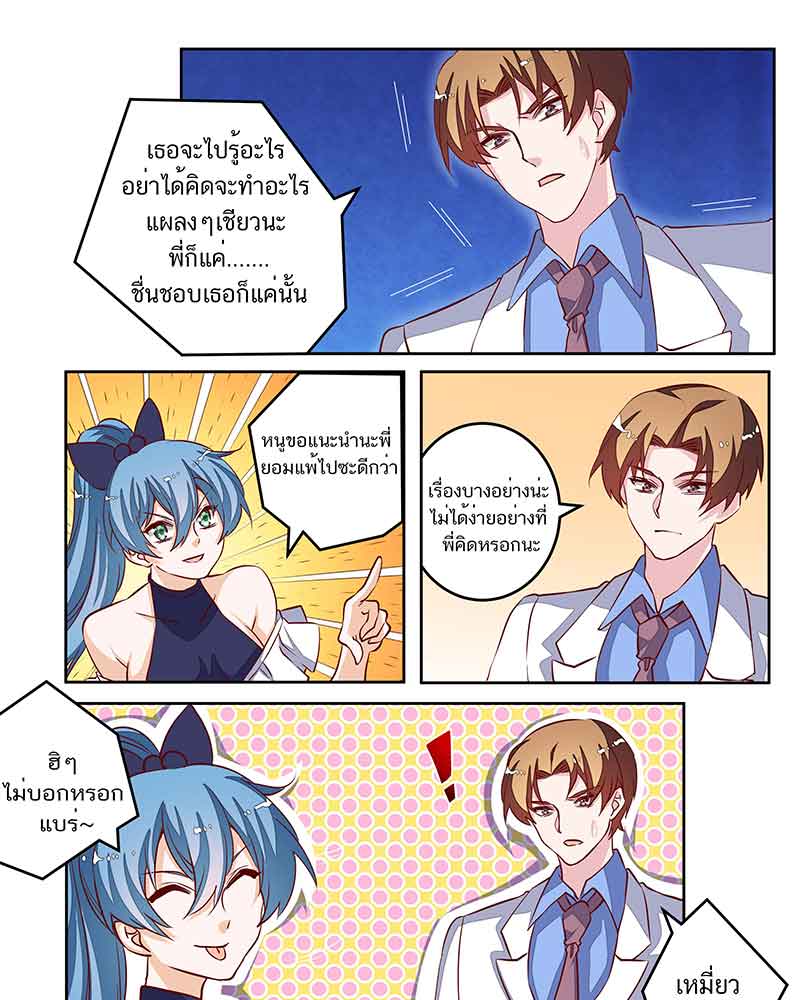 เธอจะไปรู้อะไร
อย่าได้คิดจะทำอะไร
แผลงๆเชียวนะ
พี่ก็แค่.......
ชื่นชอบเธอก็แค่นั้น
หนูขอแนะนำนะพี่
ยอมแพ้ไปซะดีกว่า
เรื่องบางอย่างน่ะ
ไม่ได้ง่ายอย่างที่
พี่คิดหรอกนะ
ฮิๆ
ไม่บอกหรอก
แบร่~
เหมี่ยว